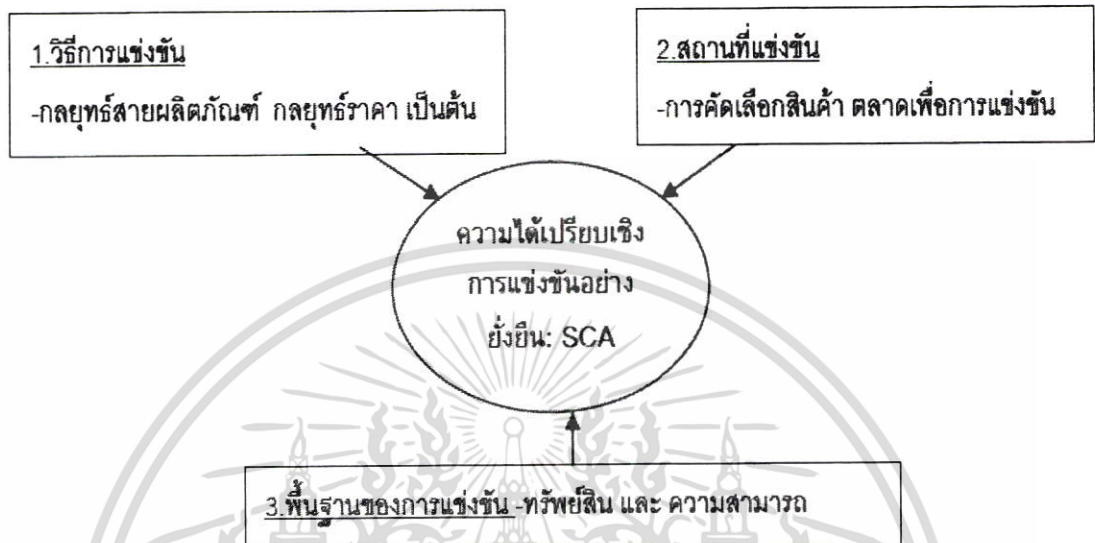 1.วิธีการแข่งขัน
-กลยุทธ์สายผลิตภัณฑ์ กลยุทธ์ราคา เป็นต้น
2.สถานที่แข่งขัน
-การคัดเลือกสินค้า ตลาดเพื่อการแข่งขัน
ความได้เปรียบเชิง
การแข่งขันอย่าง
ยั่งยืน: SCA
3.พื้นฐานของการแข่งขัน -ทรัพย์สิน และ ความสามารถ